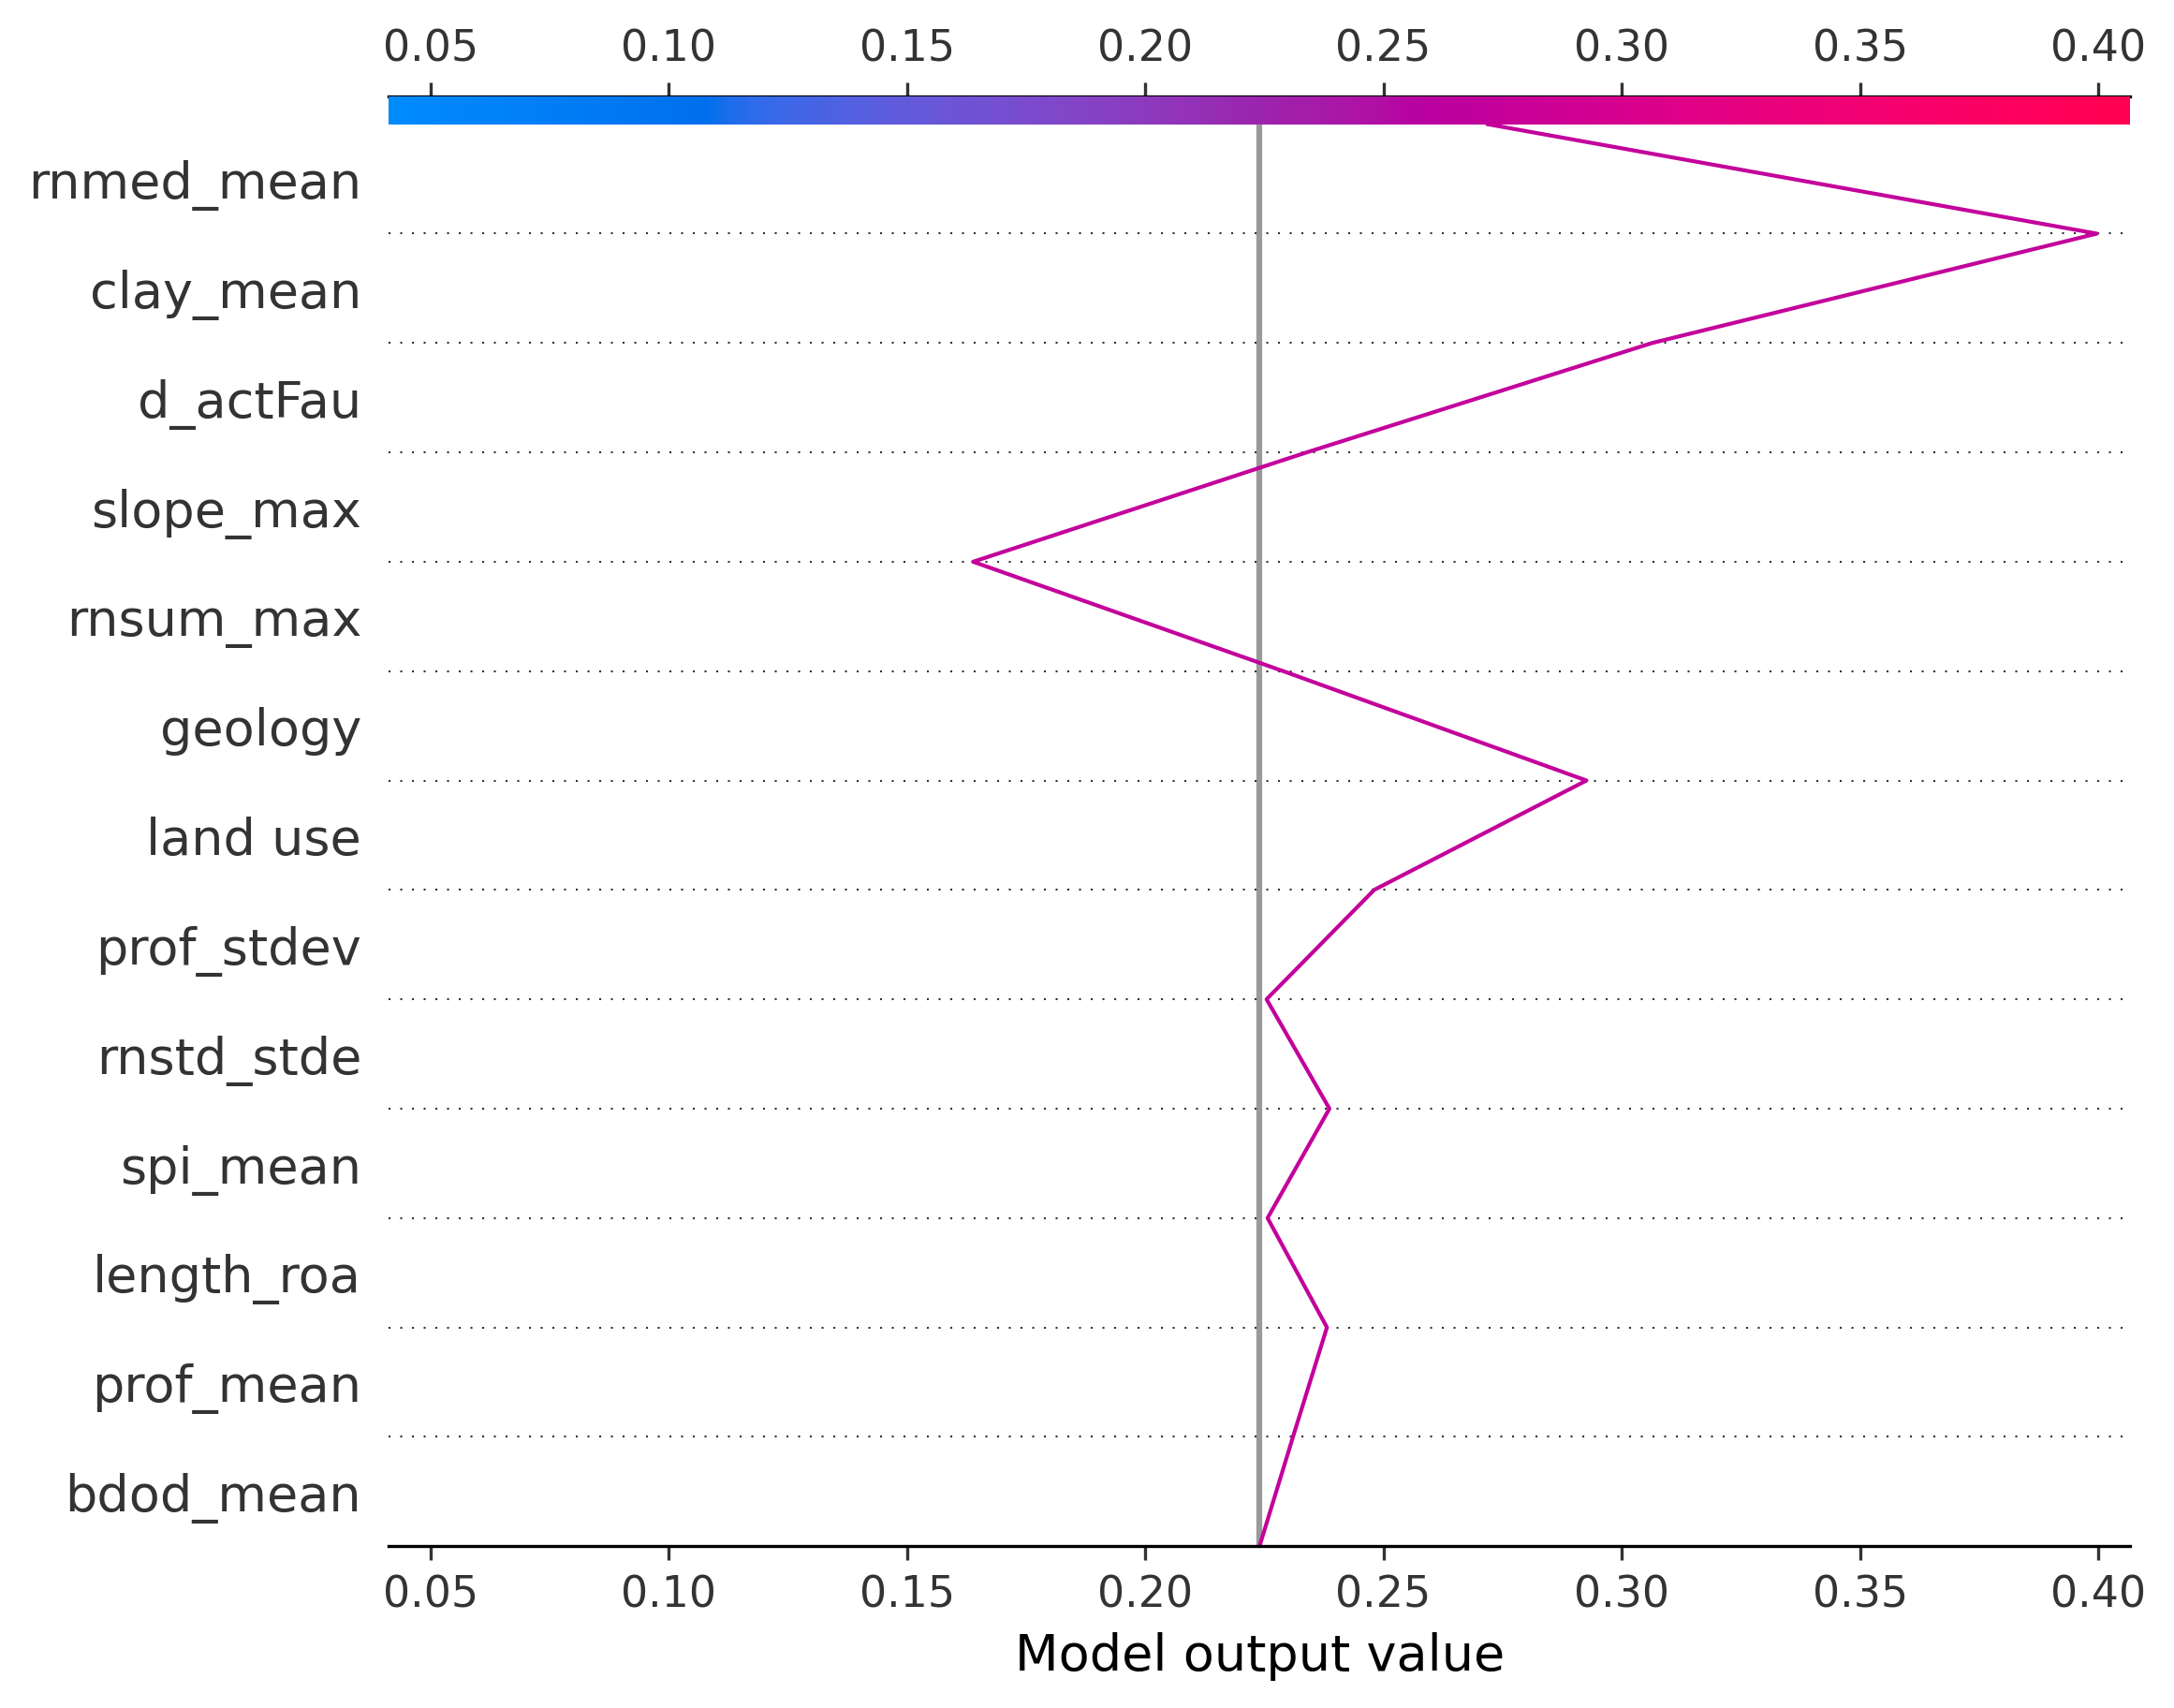 0.05 0.10 0.15 0.20 0.25 0.30 0.35 0.40
rnmed_mean
clay_mean
d_actFau
slope_max
rnsum_max
geology
land use
prof_stdev
rnstd_stde
spi_mean
length_roa
prof_mean
bdod_mean
0.05 0.10 0.15 0.20 0.25 0.30 0.35 0.40
Model output value